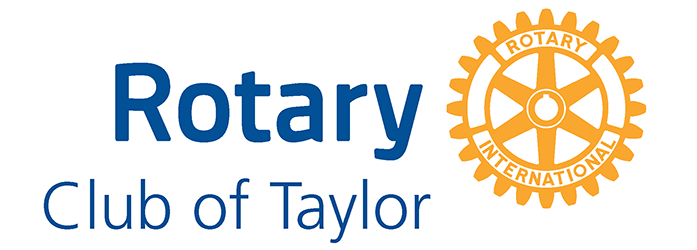 Rotary
Club of Taylor
ROTARY
INTERNATIONAL